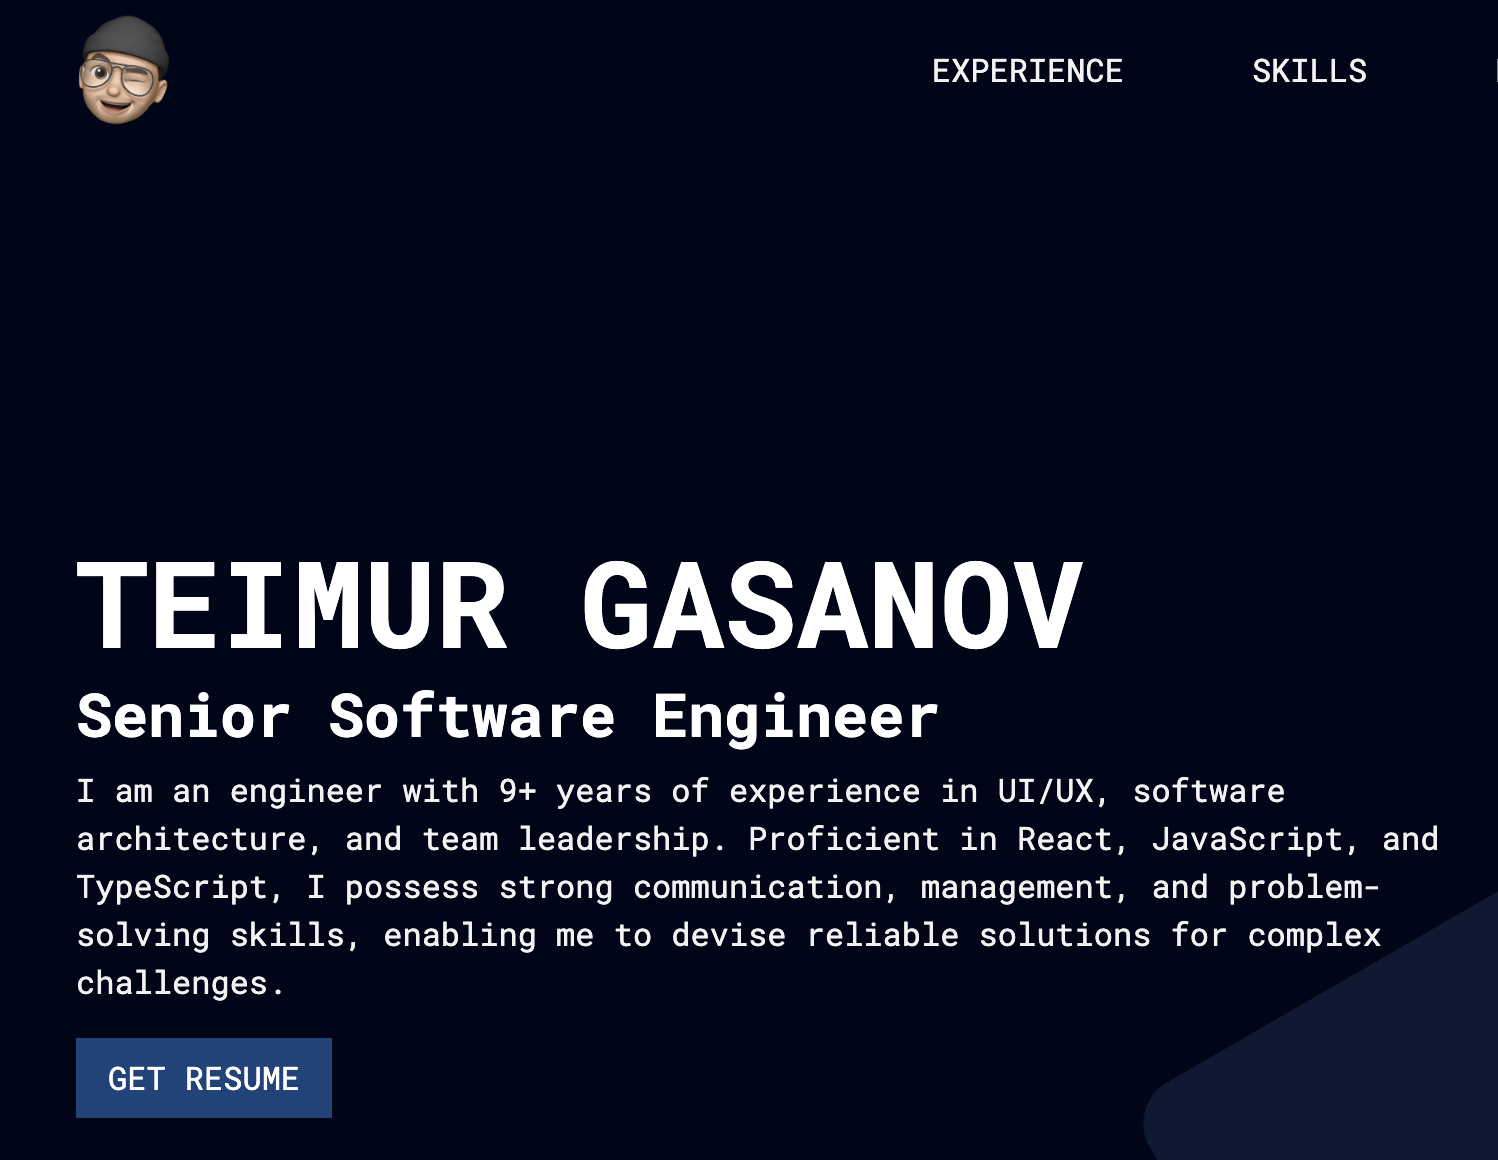 EXPERIENCE
SKILLS
TEIMUR GASANOV
Senior Software Engineer
I am an engineer with 9+ years of experience in UI/UX, software
architecture, and team leadership. Proficient in React, JavaScript, and
TypeScript, I possess strong communication, management, and problem-
solving skills, enabling me to devise reliable solutions for complex
challenges.
GET RESUME